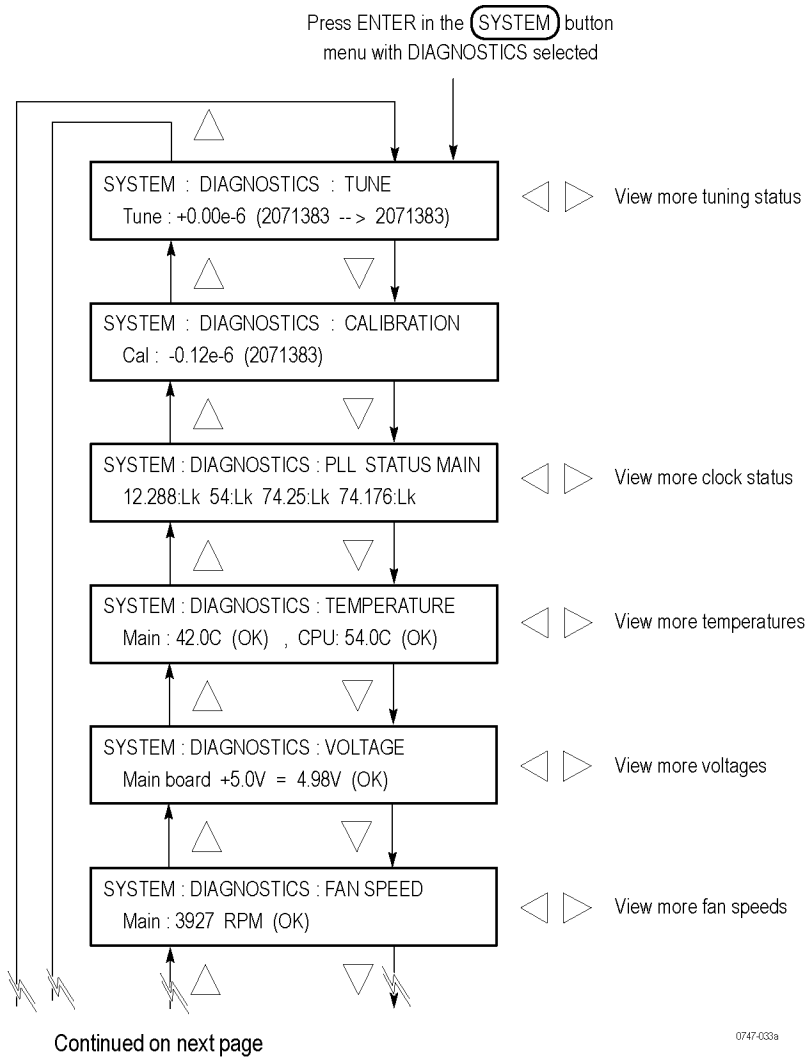 Press ENTER in the SYSTEM button
menu with DIAGNOSTICS selected
SYSTEM : DIAGNOSTICS : TUNE
Tune : +0.00e-6 (2071383 --> 2071383)
View more tuning status
SYSTEM : DIAGNOSTICS : CALIBRATION
Cal : -0.12e-6 (2071383)
SYSTEM : DIAGNOSTICS : PLL STATUS MAIN
12.288:Lk 54:Lk 74.25:Lk 74.176:Lk
View more clock status
SYSTEM : DIAGNOSTICS : TEMPERATURE
Main : 42.0C (OK) , CPU: 54.0C (OK)
View more temperatures
SYSTEM : DIAGNOSTICS : VOLTAGE
Main board +5.0V = 4.98V (OK)
View more voltages
SYSTEM : DIAGNOSTICS : FAN SPEED
Main : 3927 RPM (OK)
View more fan speeds
Continued on next page
0747-033a